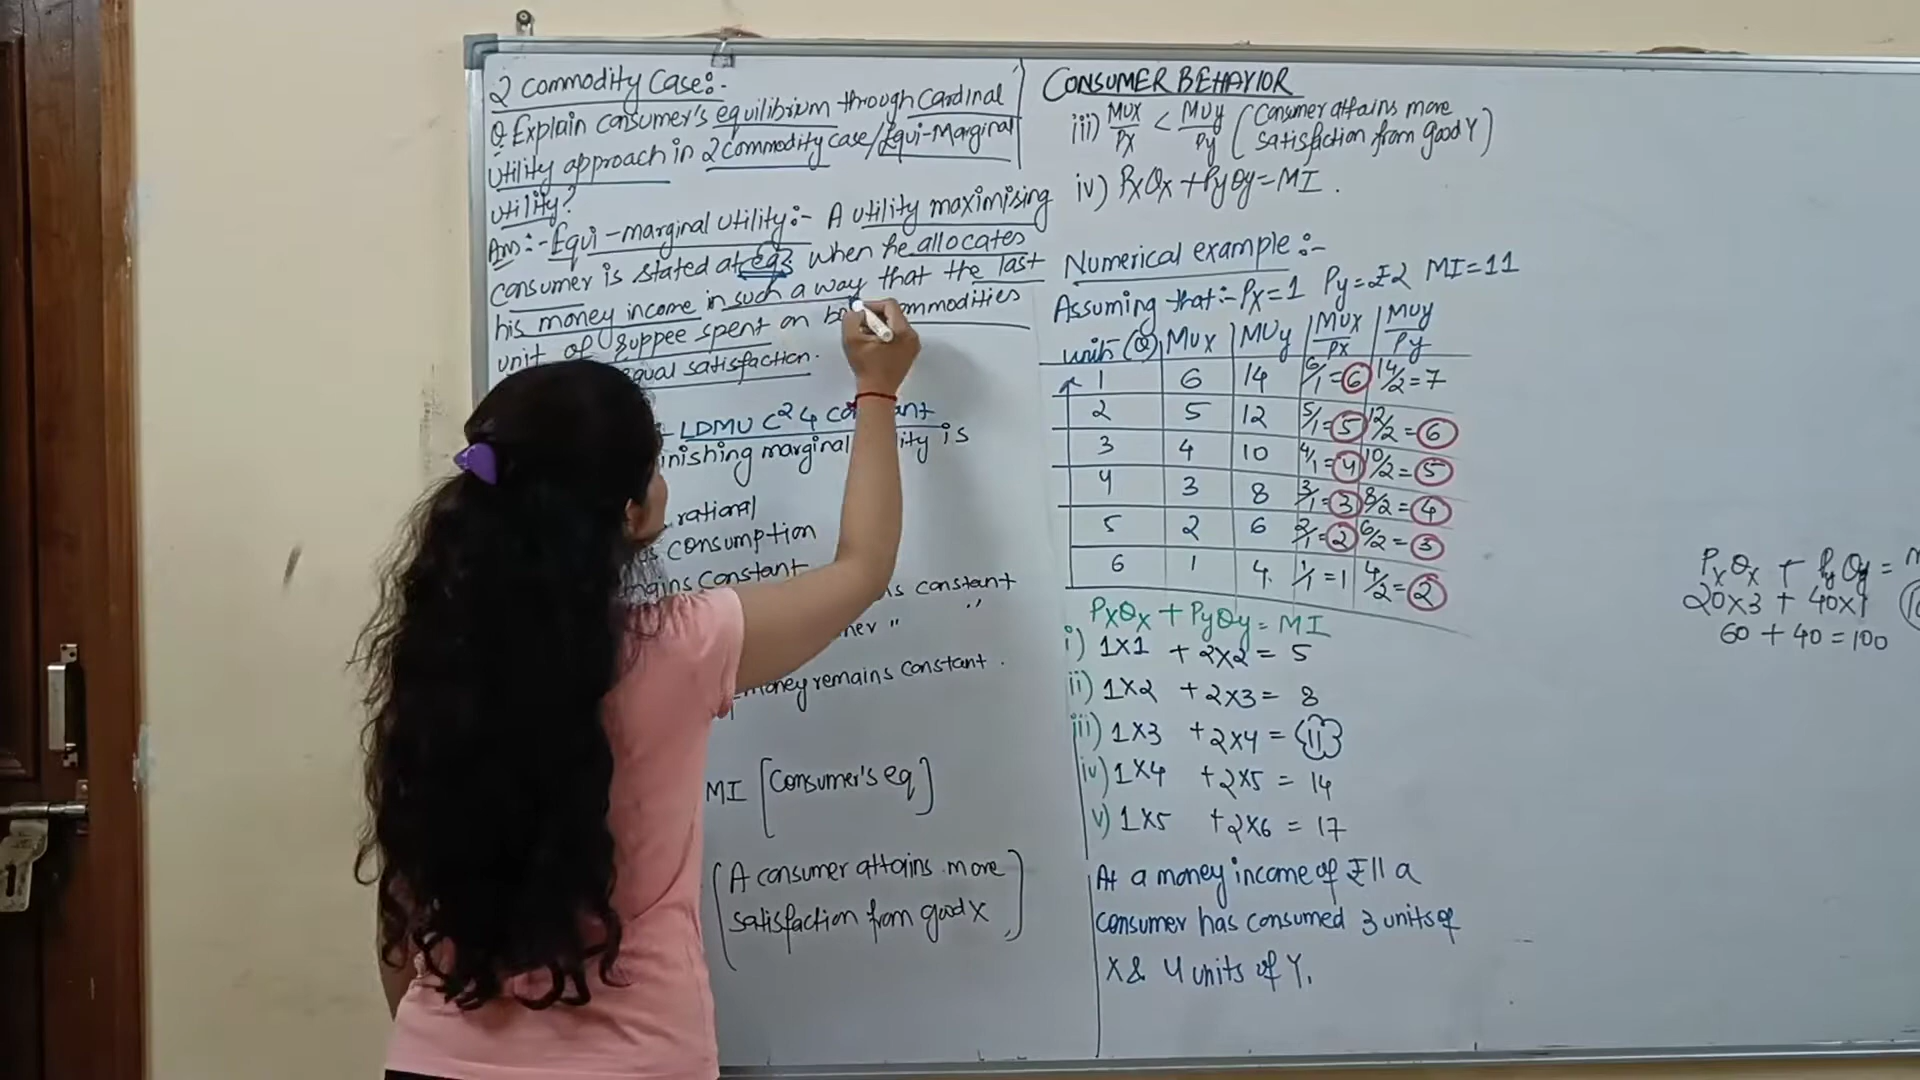 2 Commodity Case:-
Q. Explain consumer's equilibrium through Cardinal
utility approach in 2 commodity case/Equi-Marginal
utility?
Ans:- Equi-marginal utility:- A utility maximising
consumer is stated at when he allocates
his money income in such a way that the last
unit of suppee spent on commodities
equal satisfaction.
LDMU
marginal is
rational
consumption
constant
is constant
"
"
money remains constant.
MI [Consumer's eq]
(A consumer attains more
satisfaction from good X)
CONSUMER BEHAVIOR
iii) MUx/Px < MUy/Py (Consumer attains more
satisfaction from good Y)
iv) PxQx + PyQy = MI.
Numerical example:-
Assuming that:- Px=1 Py=₹2 MI=11
units (Q) MUx MUy MUx/Px MUy/Py
1 6 14 6/1=6 14/2=7
2 5 12 5/1=5 12/2=6
3 4 10 4/1=4 10/2=5
4 3 8 3/1=3 8/2=4
5 2 6 2/1=2 6/2=3
6 1 4. 1/1=1 4/2=2
PxQx + PyQy = MI
i) 1x1 + 2x2 = 5
ii) 1x2 + 2x3 = 8
iii) 1x3 + 2x4 = 11
iv) 1x4 + 2x5 = 14
v) 1x5 + 2x6 = 17
At a money income of ₹11 a
consumer has consumed 3 units of
X & 4 units of Y.
PxQx + PyQy =
20x3 + 40x1
60 + 40 = 100